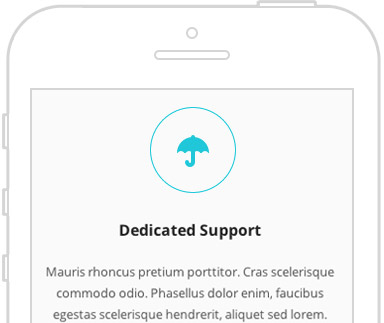 Dedicated Support
Mauris rhoncus pretium porttitor. Cras scelerisque
commodo odio. Phasellus dolor enim, faucibus
egestas scelerisque hendrerit, aliquet sed lorem.